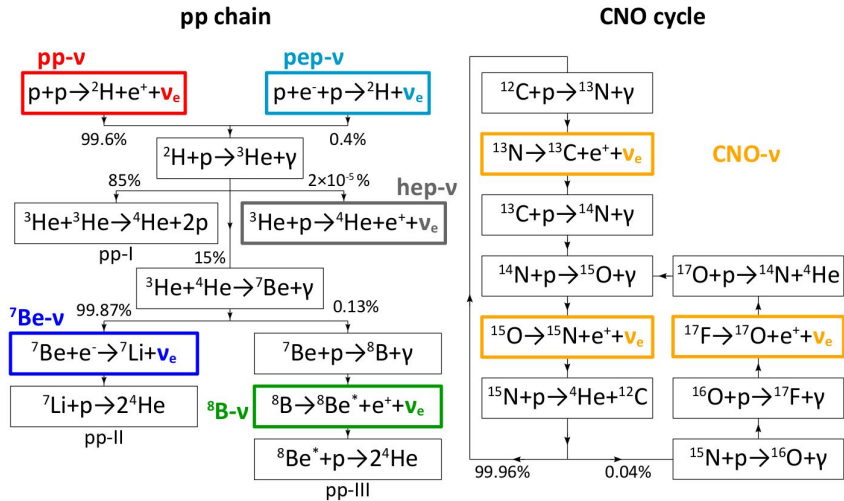 pp chain
pp-ν
pep-ν
p+p→²H+e⁺+νₑ
p+e⁻+p→²H+νₑ
99.6%
0.4%
²H+p→³He+γ
85%
2×10⁻⁵%
hep-ν
³He+³He→⁴He+2p
³He+p→⁴He+e⁺+νₑ
pp-I
15%
³He+⁴He→⁷Be+γ
⁷Be-ν
99.87%
0.13%
⁷Be+e⁻→⁷Li+νₑ
⁷Be+p→⁸B+γ
⁷Li+p→2⁴He
⁸B-ν
⁸B→⁸Be*+e⁺+νₑ
pp-II
⁸Be*+p→2⁴He
pp-III
CNO cycle
¹²C+p→¹³N+γ
¹³N→¹³C+e⁺+νₑ
CNO-ν
¹³C+p→¹⁴N+γ
¹⁴N+p→¹⁵O+γ
¹⁷O+p→¹⁴N+⁴He
¹⁵O→¹⁵N+e⁺+νₑ
¹⁷F→¹⁷O+e⁺+νₑ
¹⁵N+p→⁴He+¹²C
¹⁶O+p→¹⁷F+γ
99.96%
0.04%
¹⁵N+p→¹⁶O+γ